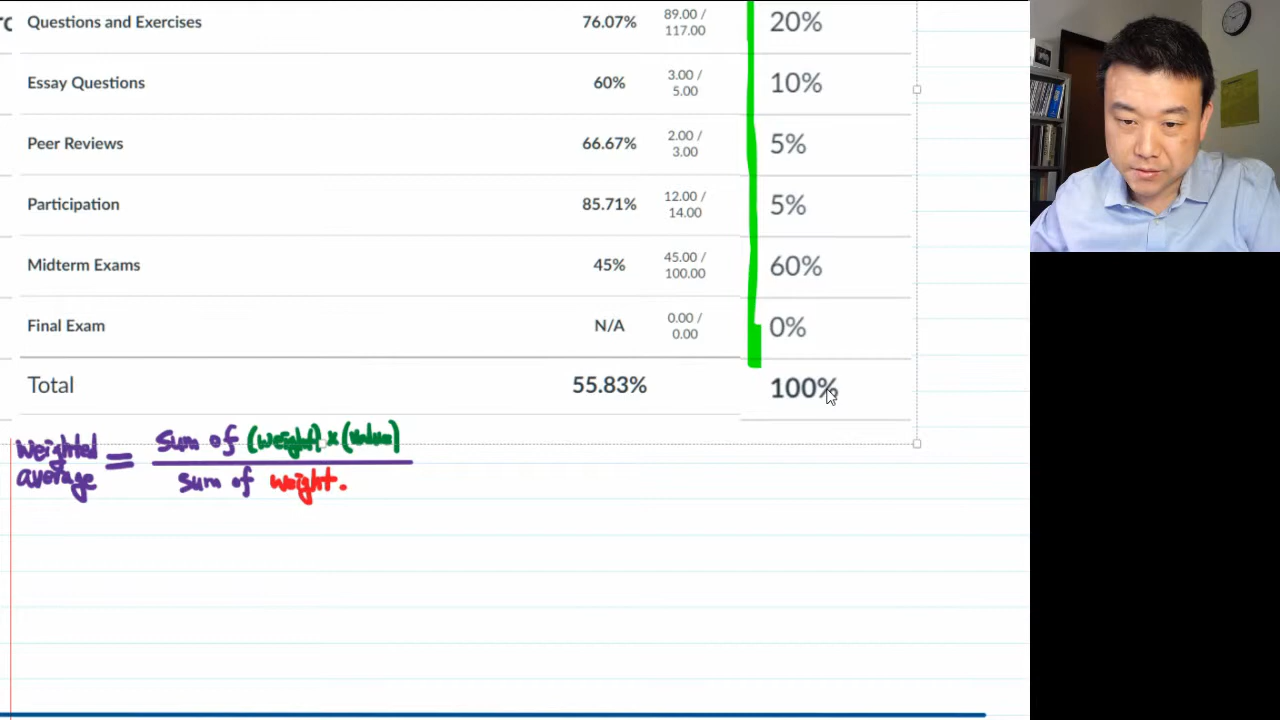 Questions and Exercises 76.07% 89.00 / 117.00 20%
Essay Questions 60% 3.00 / 5.00 10%
Peer Reviews 66.67% 2.00 / 3.00 5%
Participation 85.71% 12.00 / 14.00 5%
Midterm Exams 45% 45.00 / 100.00 60%
Final Exam N/A 0.00 / 0.00 0%
Total 55.83% 100%
weighted average = sum of (weight) × (value)
sum of weight.